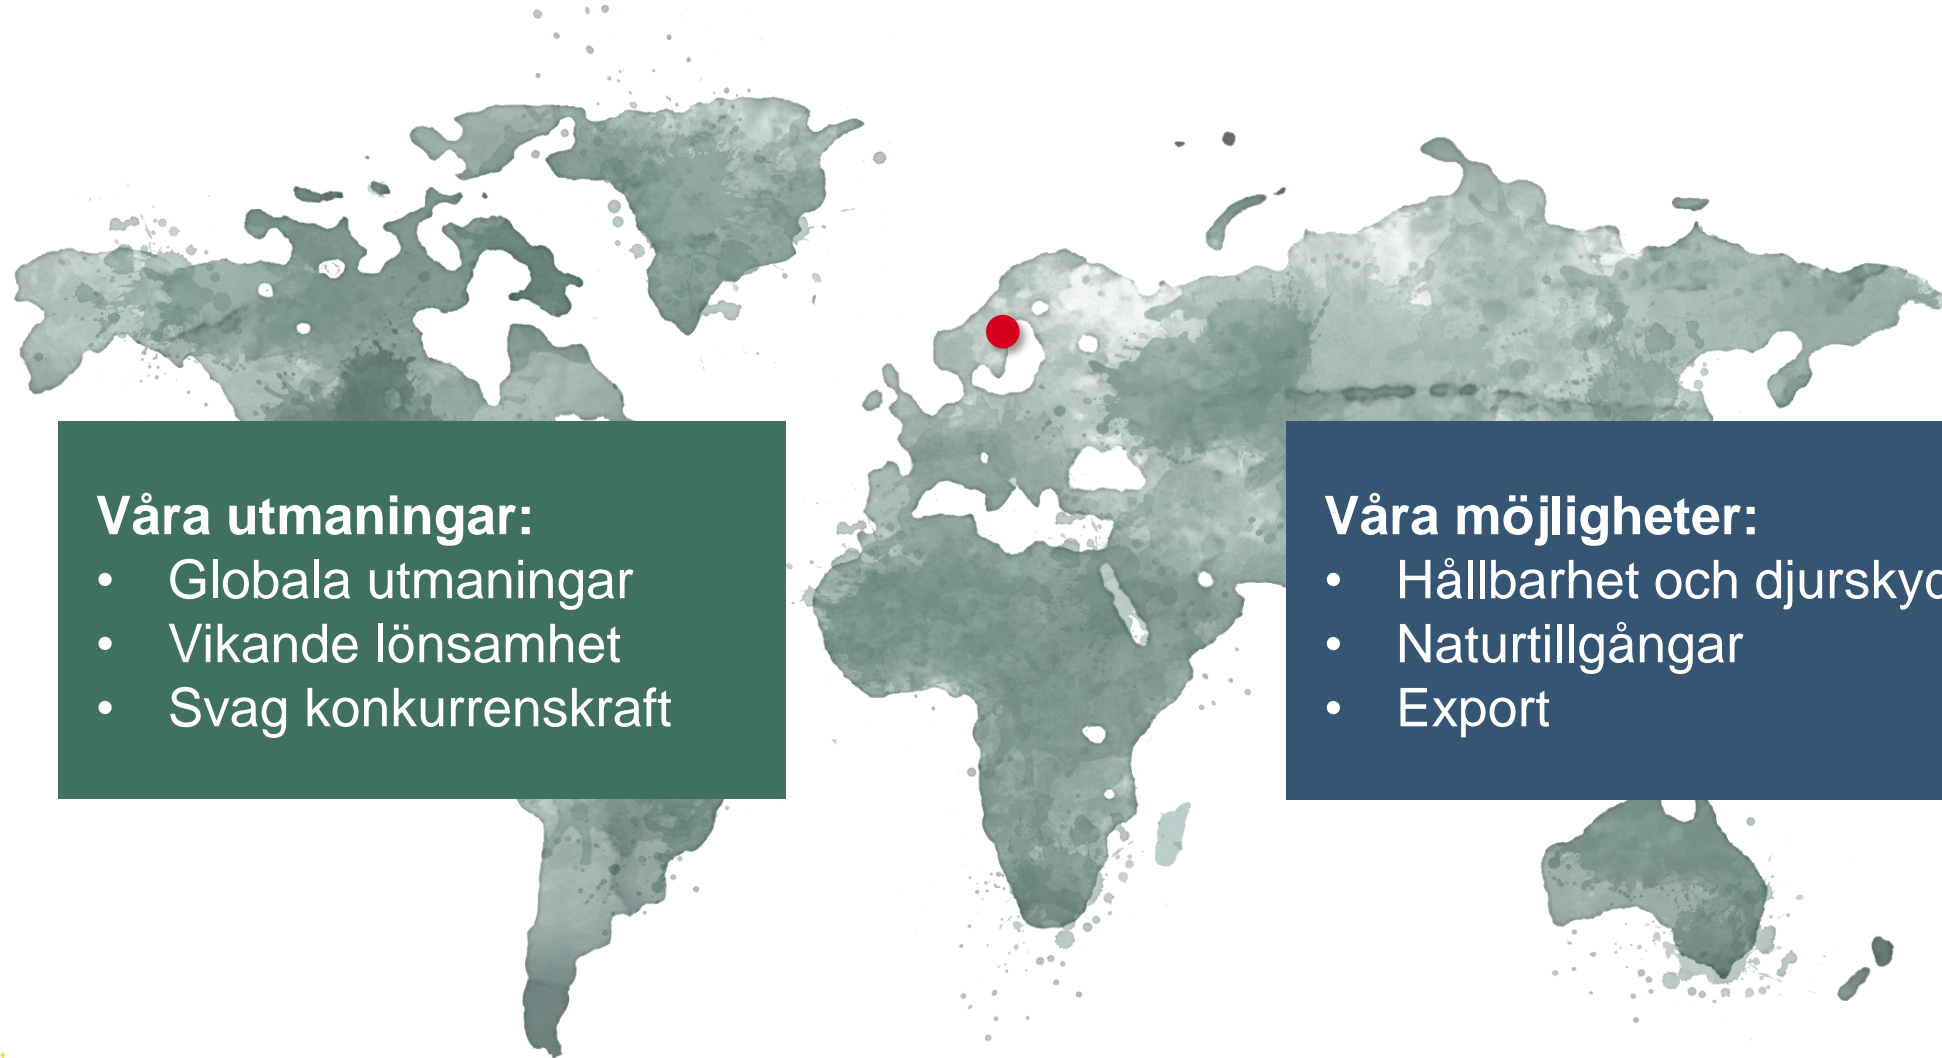 Våra utmaningar:
• Globala utmaningar
• Vikande lönsamhet
• Svag konkurrenskraft
Våra möjligheter:
• Hållbarhet och
• Naturtillgångar
• Export